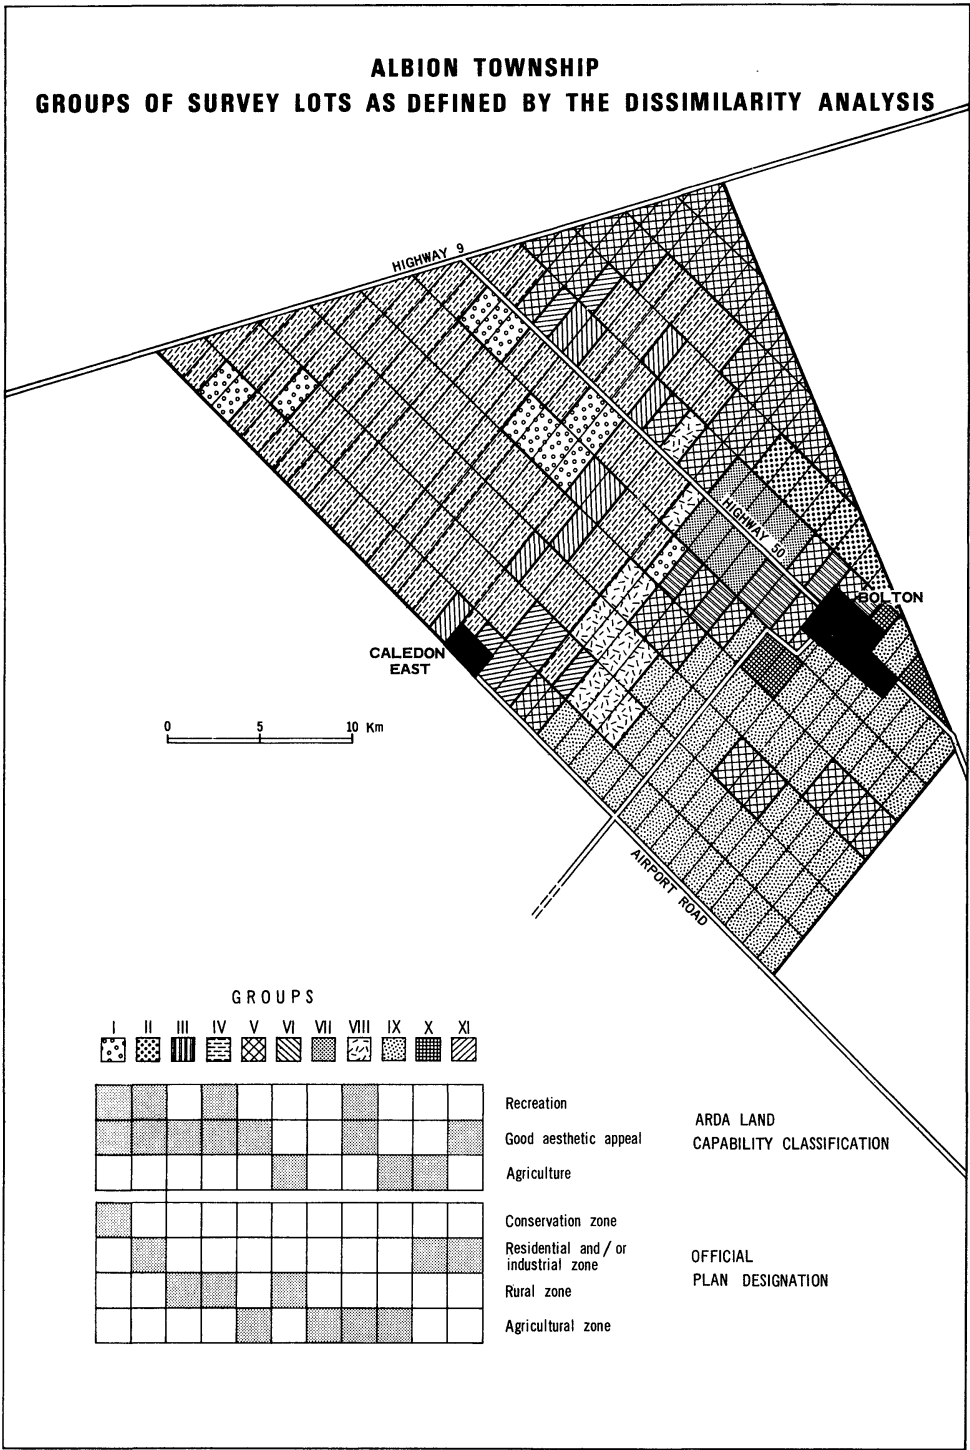 ALBION TOWNSHIP
GROUPS OF SURVEY LOTS AS DEFINED BY THE DISSIMILARITY ANALYSIS
HIGHWAY 9
HIGHWAY 50
BOLTON
CALEDON
EAST
0 5 10 Km
AIRPORT ROAD
GROUPS
I II III IV V VI VII VIII IX X XI
Recreation
Good aesthetic appeal
Agriculture
ARDA LAND
CAPABILITY CLASSIFICATION
Conservation zone
Residential and/or
industrial zone
Rural zone
Agricultural zone
OFFICIAL
PLAN DESIGNATION